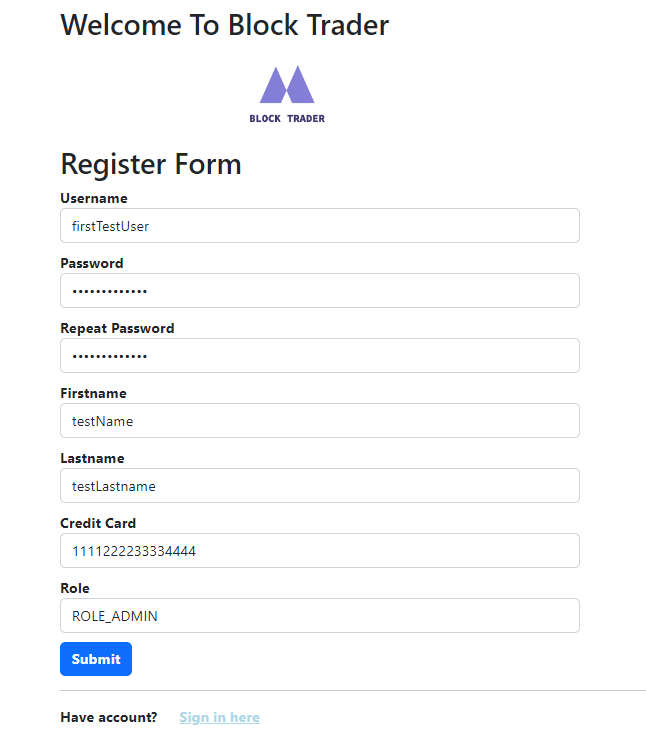 Welcome To Block Trader
BLOCK TRADER
Register Form
Username
firstTestUser
Password
•••••••••••••
Repeat Password
•••••••••••••
Firstname
testName
Lastname
testLastname
Credit Card
1111222233334444
Role
ROLE_ADMIN
Submit
Have account? Sign in here